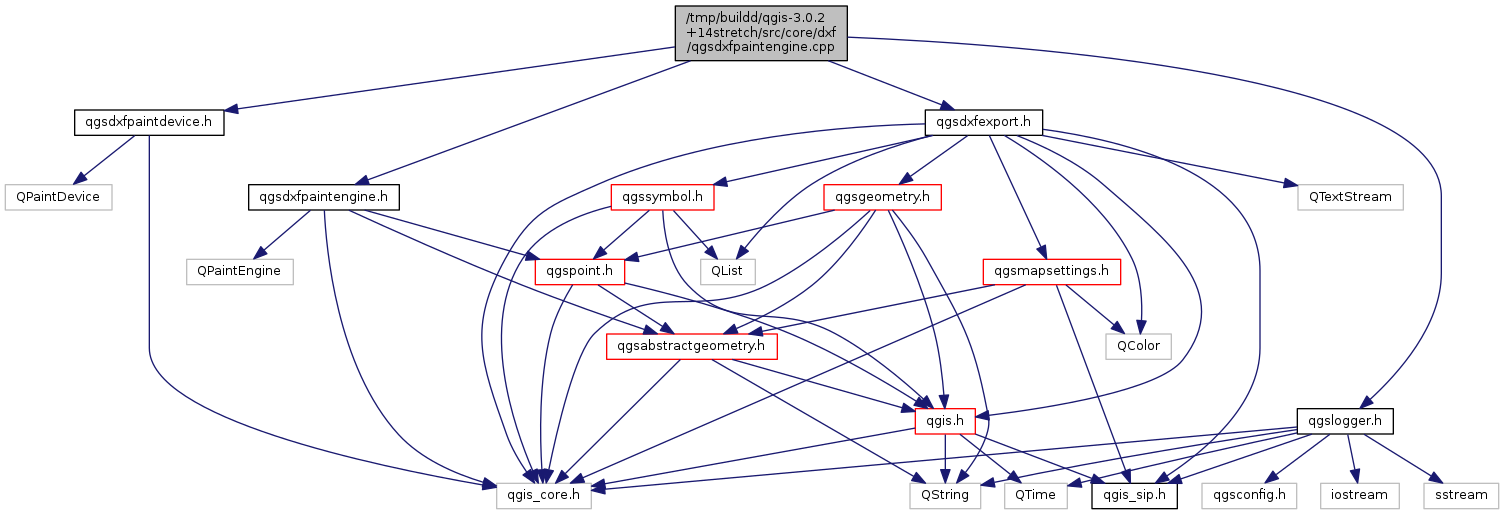 /tmp/buildd/qgis-3.0.2
+14stretch/src/core/dxf
/qgsdxfpaintengine.cpp
qgsdxfpaintdevice.h
qgsdxfexport.h
QPaintDevice
qgsdxfpaintengine.h
qgssymbol.h
qgsgeometry.h
QTextStream
QPaintEngine
qgspoint.h
QList
qgsmapsettings.h
qgsabstractgeometry.h
QColor
qgis.h
qgslogger.h
qgis_core.h
QString
QTime
qgis_sip.h
qgsconfig.h
iostream
sstream